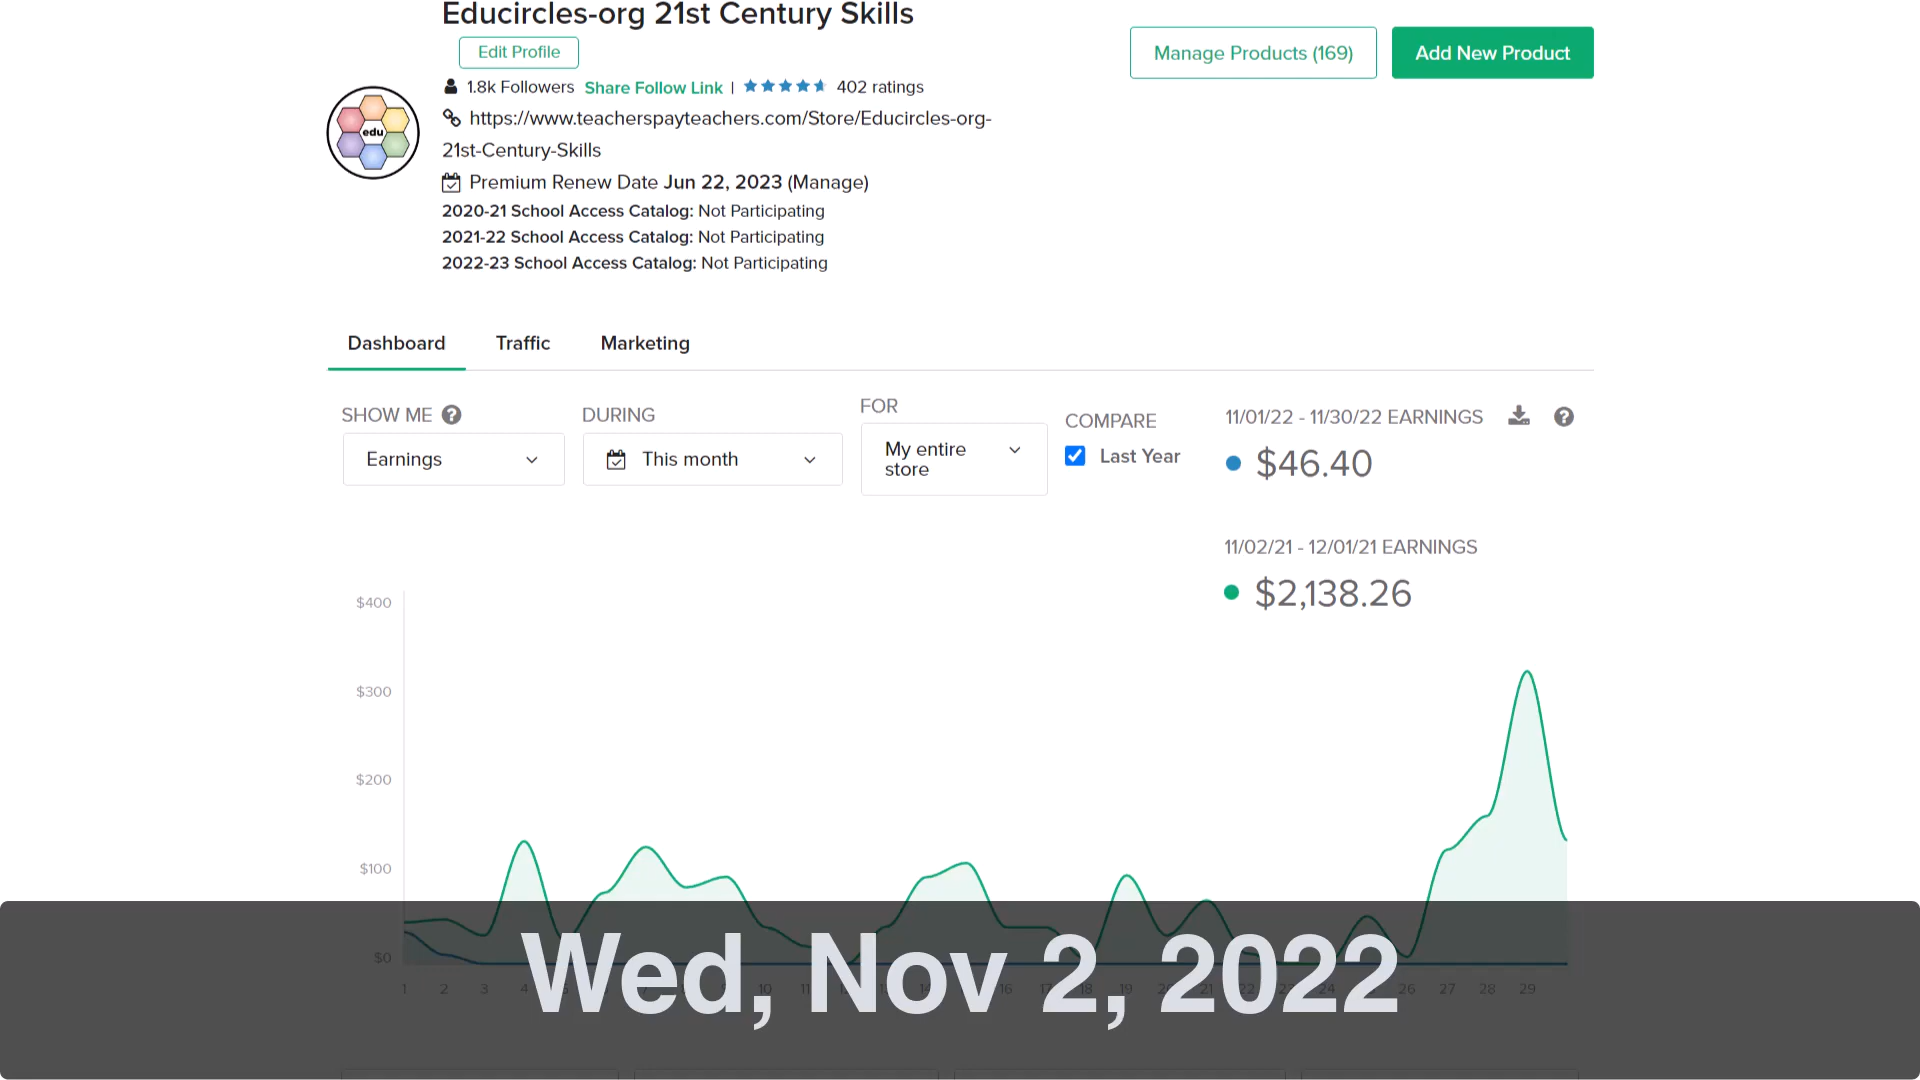 Educircles-org 21st Century Skills
Edit Profile
Manage Products (169)
Add New Product
1.8k Followers Share Follow Link | 402 ratings
edu
https://www.teacherspayteachers.com/Store/Educircles-org-
21st-Century-Skills
Premium Renew Date Jun 22, 2023 (Manage)
2020-21 School Access Catalog: Not Participating
2021-22 School Access Catalog: Not Participating
2022-23 School Access Catalog: Not Participating
Dashboard Traffic Marketing
SHOW ME
Earnings
DURING
This month
FOR
My entire
store
COMPARE
Last Year
11/01/22 - 11/30/22 EARNINGS
$46.40
11/02/21 - 12/01/21 EARNINGS
$2,138.26
$400
$300
$200
$100
$0
1 2 3 4 10 11 16 17 18 19 21 22 24 26 27 28 29
Wed, Nov 2, 2022